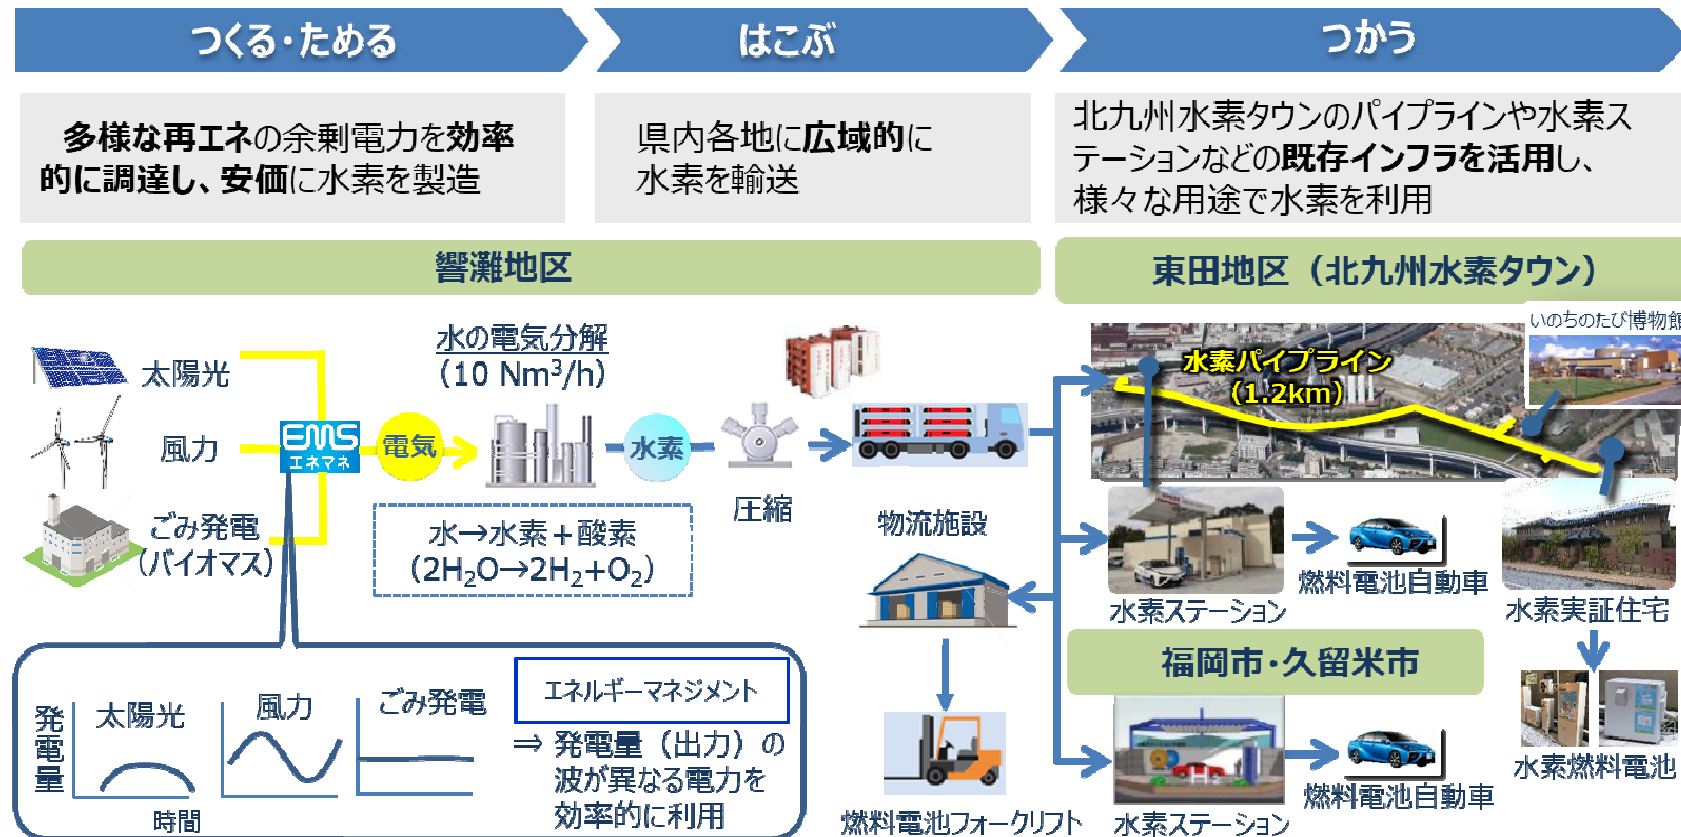 つくる・ためる
はこぶ
つかう
多様な再エネの余剰電力を効率
的に調達し、安価に水素を製造
県内各地に広域的に
水素を輸送
北九州水素タウンのパイプラインや水素ス
テーションなどの既存インフラを活用し、
様々な用途で水素を利用
響灘地区
東田地区（北九州水素タウン）
太陽光
風力
ごみ発電
（バイオマス）
EMS
エネマネ
電気
水の電気分解
（10 Nm³/h）
水素
水→水素＋酸素
（2H₂O→2H₂+O₂）
圧縮
物流施設
燃料電池フォークリフト
いのちのたび博物館
水素パイプライン
（1.2km）
水素ステーション
燃料電池自動車
水素実証住宅
水素燃料電池
福岡市・久留米市
水素ステーション
燃料電池自動車
発電量
太陽光
風力
ごみ発電
時間
エネルギーマネジメント
⇒ 発電量（出力）の
波が異なる電力を
効率的に利用